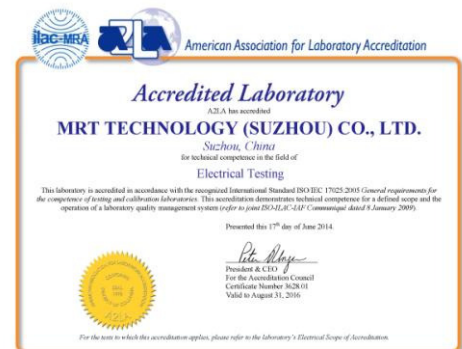 ilac-MRA
A2LA
American Association for Laboratory Accreditation
Accredited Laboratory
A2LA has accredited
MRT TECHNOLOGY (SUZHOU) CO., LTD.
Suzhou, China
for technical competence in the field of
Electrical Testing
This laboratory is accredited in accordance with the recognized International Standard ISO/IEC 17025:2005 General requirements for
the competence of testing and calibration laboratories. This accreditation demonstrates technical competence for a defined scope and the
operation of a laboratory quality management system (refer to joint ISO-ILAC-IAF Communiqué dated 8 January 2009).
Presented this 17th day of June 2014.
President & CEO
For the Accreditation Council
Certificate Number 3628.01
Valid to August 31, 2016
A2LA
For the tests to which this accreditation applies, please refer to the laboratory's Electrical Scope of Accreditation.